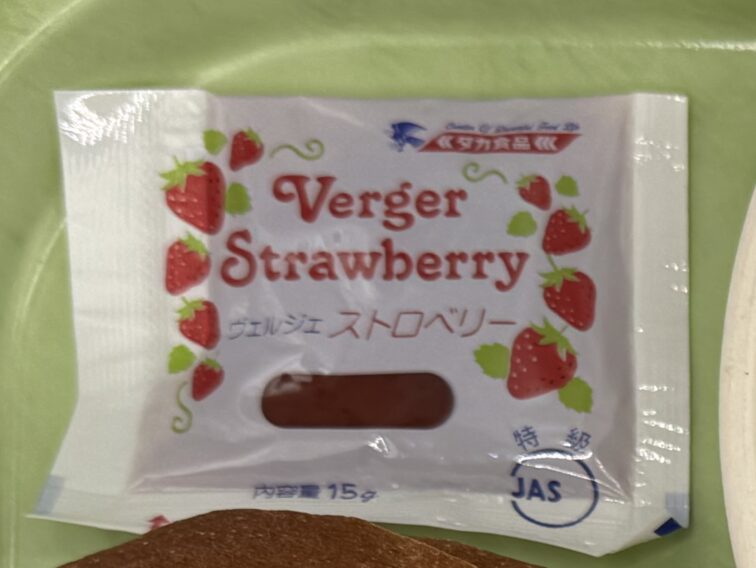 タカ食品
Verger
Strawberry
ヴェルジェ ストロベリー
特級
JAS
内容量 15g